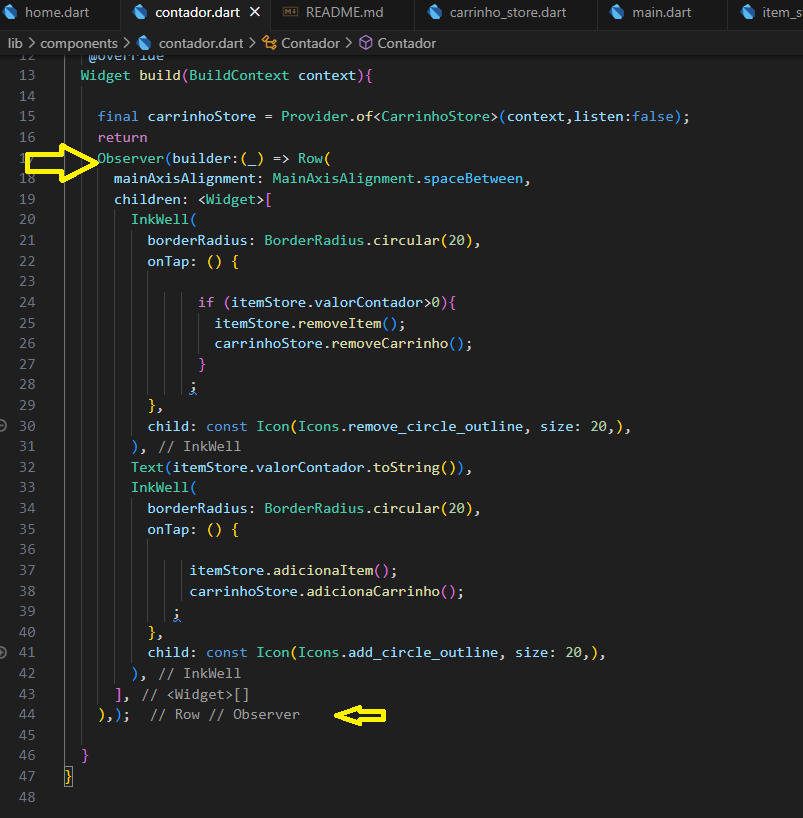 home.dart contador.dart × README.md carrinho_store.dart main.dart item_s
lib > components > contador.dart > Contador > Contador
12 @override
13 Widget build(BuildContext context){
14
15 final carrinhoStore = Provider.of<CarrinhoStore>(context,listen:false);
16 return
17 Observer(builder:(_) => Row(
18 mainAxisAlignment: MainAxisAlignment.spaceBetween,
19 children: <Widget>[
20 InkWell(
21 borderRadius: BorderRadius.circular(20),
22 onTap: () {
23
24 if (itemStore.valorContador>0){
25 itemStore.removeItem();
26 carrinhoStore.removeCarrinho();
27 }
28 ;
29 },
30 child: const Icon(Icons.remove_circle_outline, size: 20,),
31 ), // InkWell
32 Text(itemStore.valorContador.toString()),
33 InkWell(
34 borderRadius: BorderRadius.circular(20),
35 onTap: () {
36
37 itemStore.adicionaItem();
38 carrinhoStore.adicionaCarrinho();
39 ;
40 },
41 child: const Icon(Icons.add_circle_outline, size: 20,),
42 ), // InkWell
43 ], // <Widget>[]
44 ),); // Row // Observer
45
46 }
47 }
48